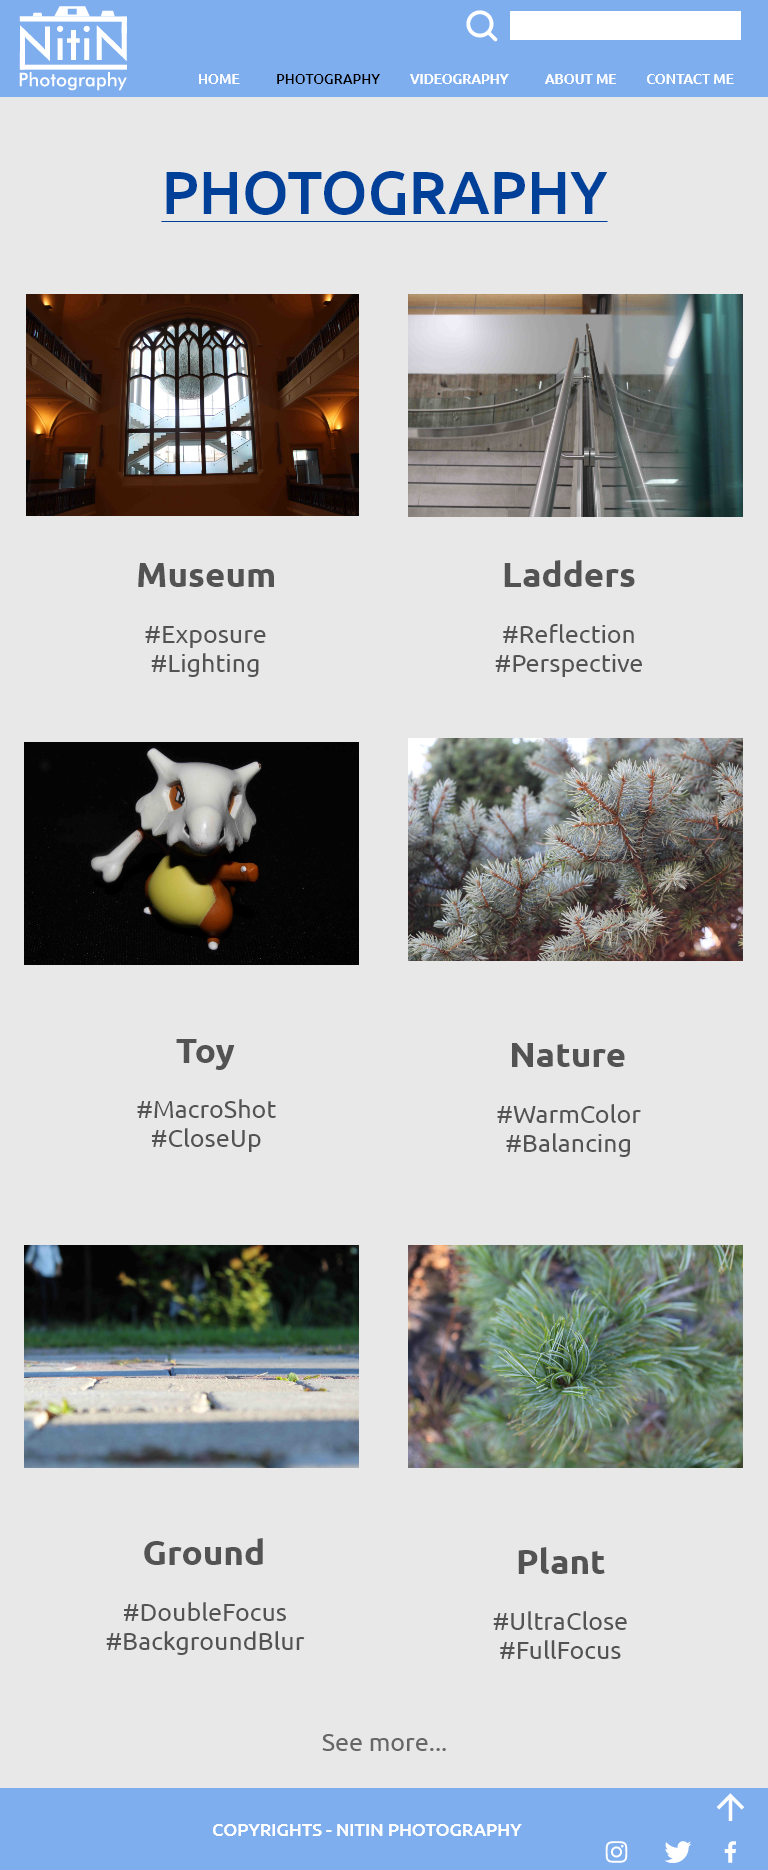 NitiN
Photography
HOME
PHOTOGRAPHY
VIDEOGRAPHY
ABOUT ME
CONTACT ME
PHOTOGRAPHY
Museum
#Exposure
#Lighting
Ladders
#Reflection
#Perspective
Toy
#MacroShot
#CloseUp
Nature
#WarmColor
#Balancing
Ground
#DoubleFocus
#BackgroundBlur
Plant
#UltraClose
#FullFocus
See more...
COPYRIGHTS - NITIN PHOTOGRAPHY